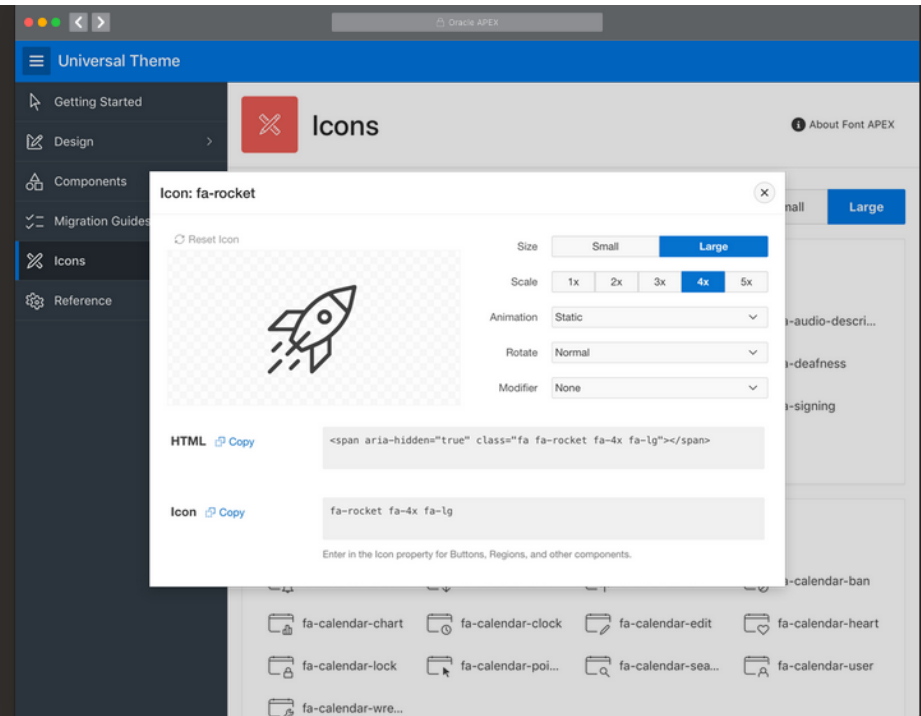 Oracle APEX
Universal Theme
Getting Started
Design
Components
Migration Guides
Icons
Reference
Icons
About Font APEX
Large
Icon: fa-rocket
Reset Icon
Size Small Large
Scale 1x 2x 3x 4x 5x
Animation Static
Rotate Normal
Modifier None
HTML Copy
<span aria-hidden="true" class="fa fa-rocket fa-4x fa-lg"></span>
Icon Copy
fa-rocket fa-4x fa-lg
Enter in the Icon property for Buttons, Regions, and other components.
a-audio-descri...
a-deafness
a-signing
a-calendar-ban
fa-calendar-chart fa-calendar-clock fa-calendar-edit fa-calendar-heart
fa-calendar-lock fa-calendar-poi... fa-calendar-sea... fa-calendar-user
fa-calendar-wre...